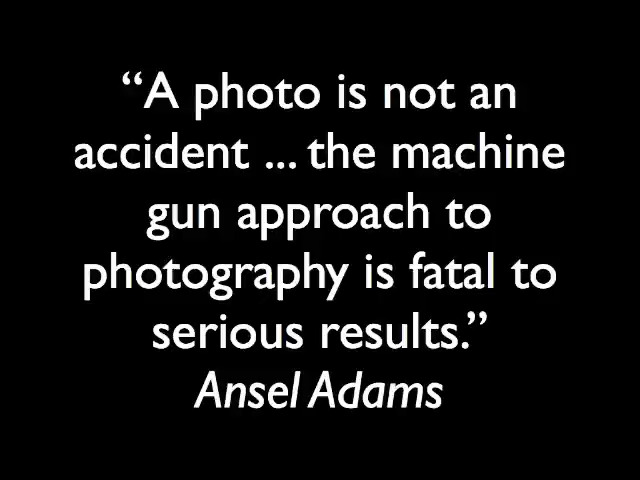 “A photo is not an
accident ... the machine
gun approach to
photography is fatal to
serious results.”
Ansel Adams